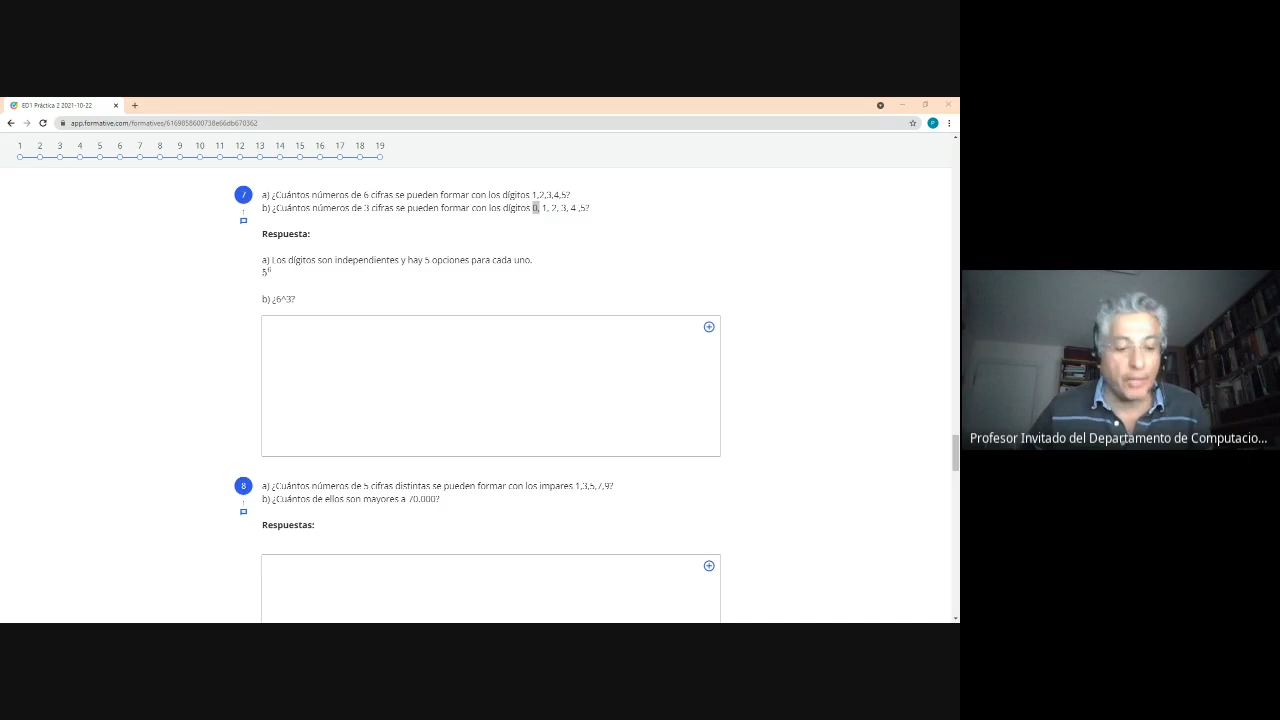 ED1 Práctica 2 2021-10-22
app.formative.com/formatives/6169858600738e66db670362
P
1 2 3 4 5 6 7 8 9 10 11 12 13 14 15 16 17 18 19
7
a) ¿Cuántos números de 6 cifras se pueden formar con los dígitos 1,2,3,4,5?
1
b) ¿Cuántos números de 3 cifras se pueden formar con los dígitos 0, 1, 2, 3, 4 ,5?
Respuesta:
a) Los dígitos son independientes y hay 5 opciones para cada uno.
5⁶
b) ¿6^3?
8
a) ¿Cuántos números de 5 cifras distintas se pueden formar con los impares 1,3,5,7,9?
1
b) ¿Cuántos de ellos son mayores a 70.000?
Respuestas:
Profesor Invitado del Departamento de Computacio...